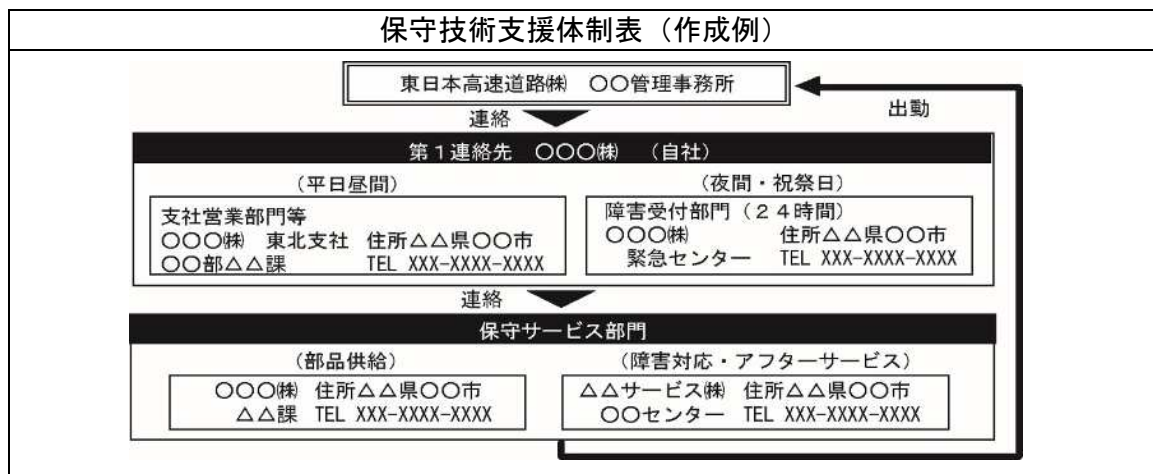 保守技術支援体制表（作成例）
東日本高速道路㈱　〇〇管理事務所
連絡
出動
第１連絡先　〇〇〇㈱　（自社）
（平日昼間）
支社営業部門等
〇〇〇㈱　東北支社　住所△△県〇〇市
〇〇部△△課　TEL XXX-XXXX-XXXX
（夜間・祝祭日）
障害受付部門（２４時間）
〇〇〇㈱　住所△△県〇〇市
緊急センター　TEL XXX-XXXX-XXXX
連絡
保守サービス部門
（部品供給）
〇〇〇㈱　住所△△県〇〇市
△△課　TEL XXX-XXXX-XXXX
（障害対応・アフターサービス）
△△サービス㈱　住所△△県〇〇市
〇〇センター　TEL XXX-XXXX-XXXX